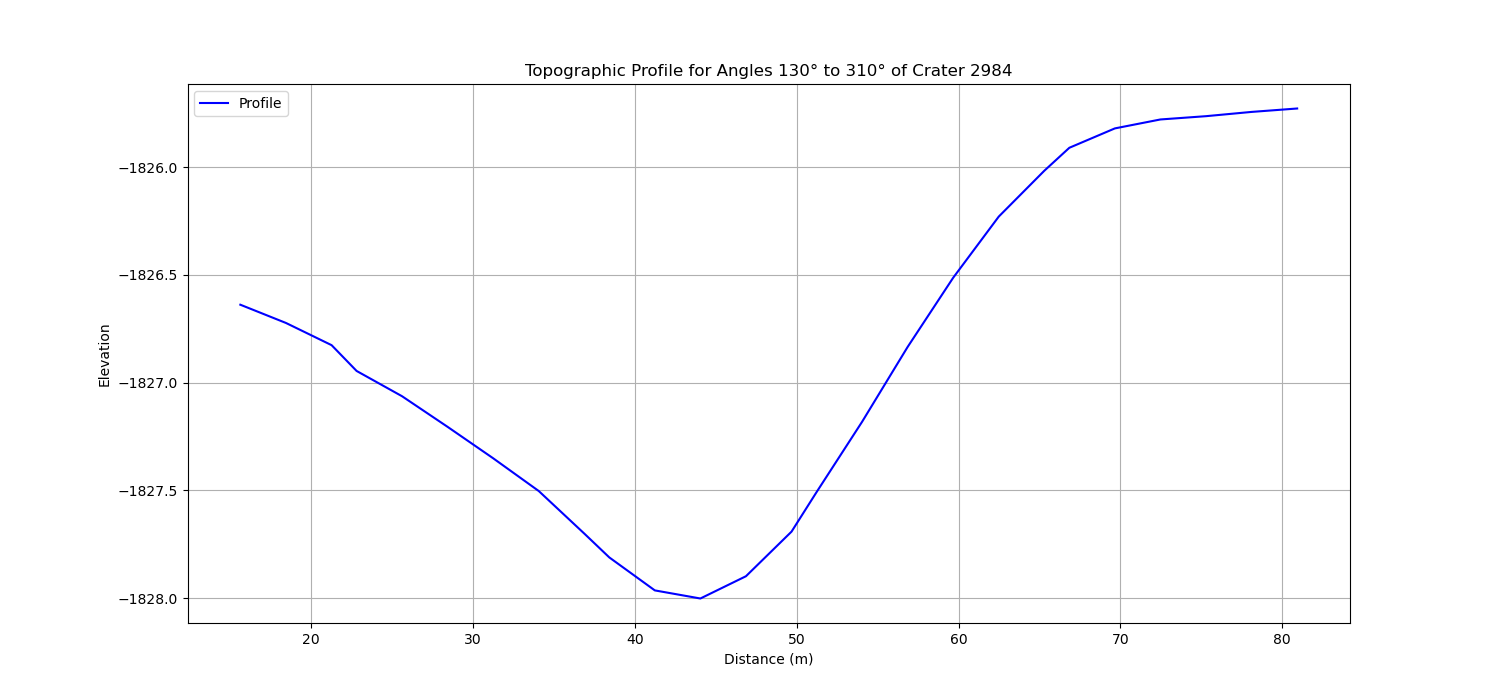 Topographic Profile for Angles 130° to 310° of Crater 2984
Profile
−1826.0
−1826.5
−1827.0
−1827.5
−1828.0
Elevation
20 30 40 50 60 70 80
Distance (m)